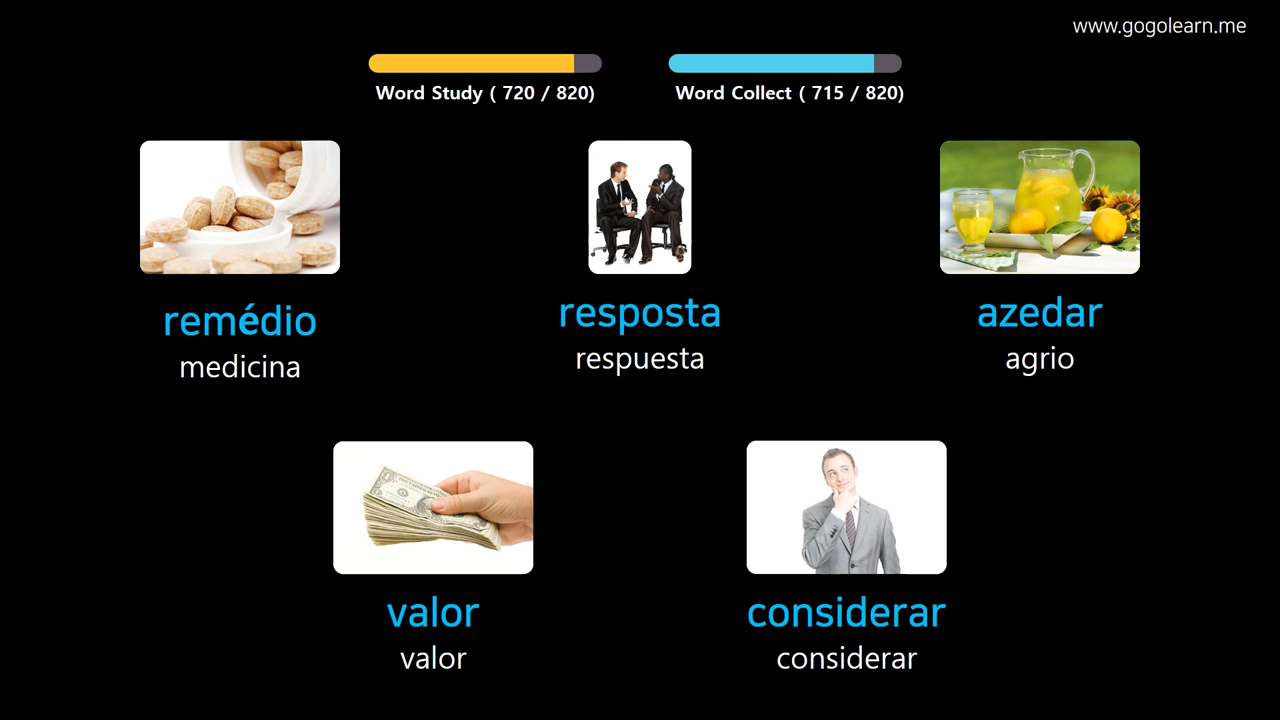 www.gogolearn.me
Word Study ( 720 / 820)
Word Collect ( 715 / 820)
remédio
medicina
resposta
respuesta
azedar
agrio
valor
valor
considerar
considerar